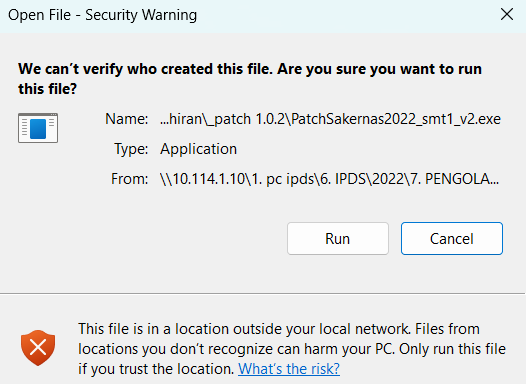 Open File - Security Warning
We can't verify who created this file. Are you sure you want to run
this file?
Name: ...hiran\_patch 1.0.2\PatchSakernas2022_smt1_v2.exe
Type: Application
From: \\10.114.1.10\1. pc ipds\6. IPDS\2022\7. PENGOLA...
Run Cancel
This file is in a location outside your local network. Files from
locations you don't recognize can harm your PC. Only run this file
if you trust the location. What's the risk?